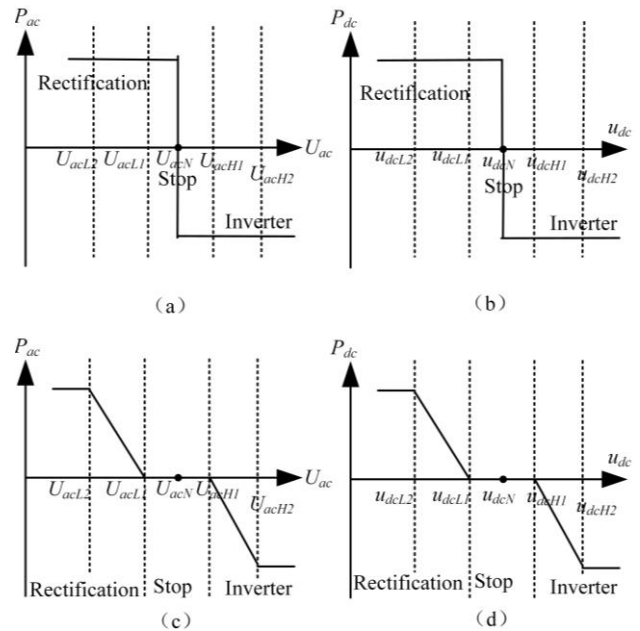 Pac
Rectification
UacL2 UacL1 UacN UacH1 UacH2 Uac
Stop
Inverter
(a)
Pdc
Rectification
udc
udcL2 udcL1 udcN udcH1 udcH2
Stop
Inverter
(b)
Pac
UacL2 UacL1 UacN UacH1 UacH2 Uac
Rectification Stop Inverter
(c)
Pdc
udc
udcL2 udcL1 udcN udcH1 udcH2
Rectification Stop Inverter
(d)